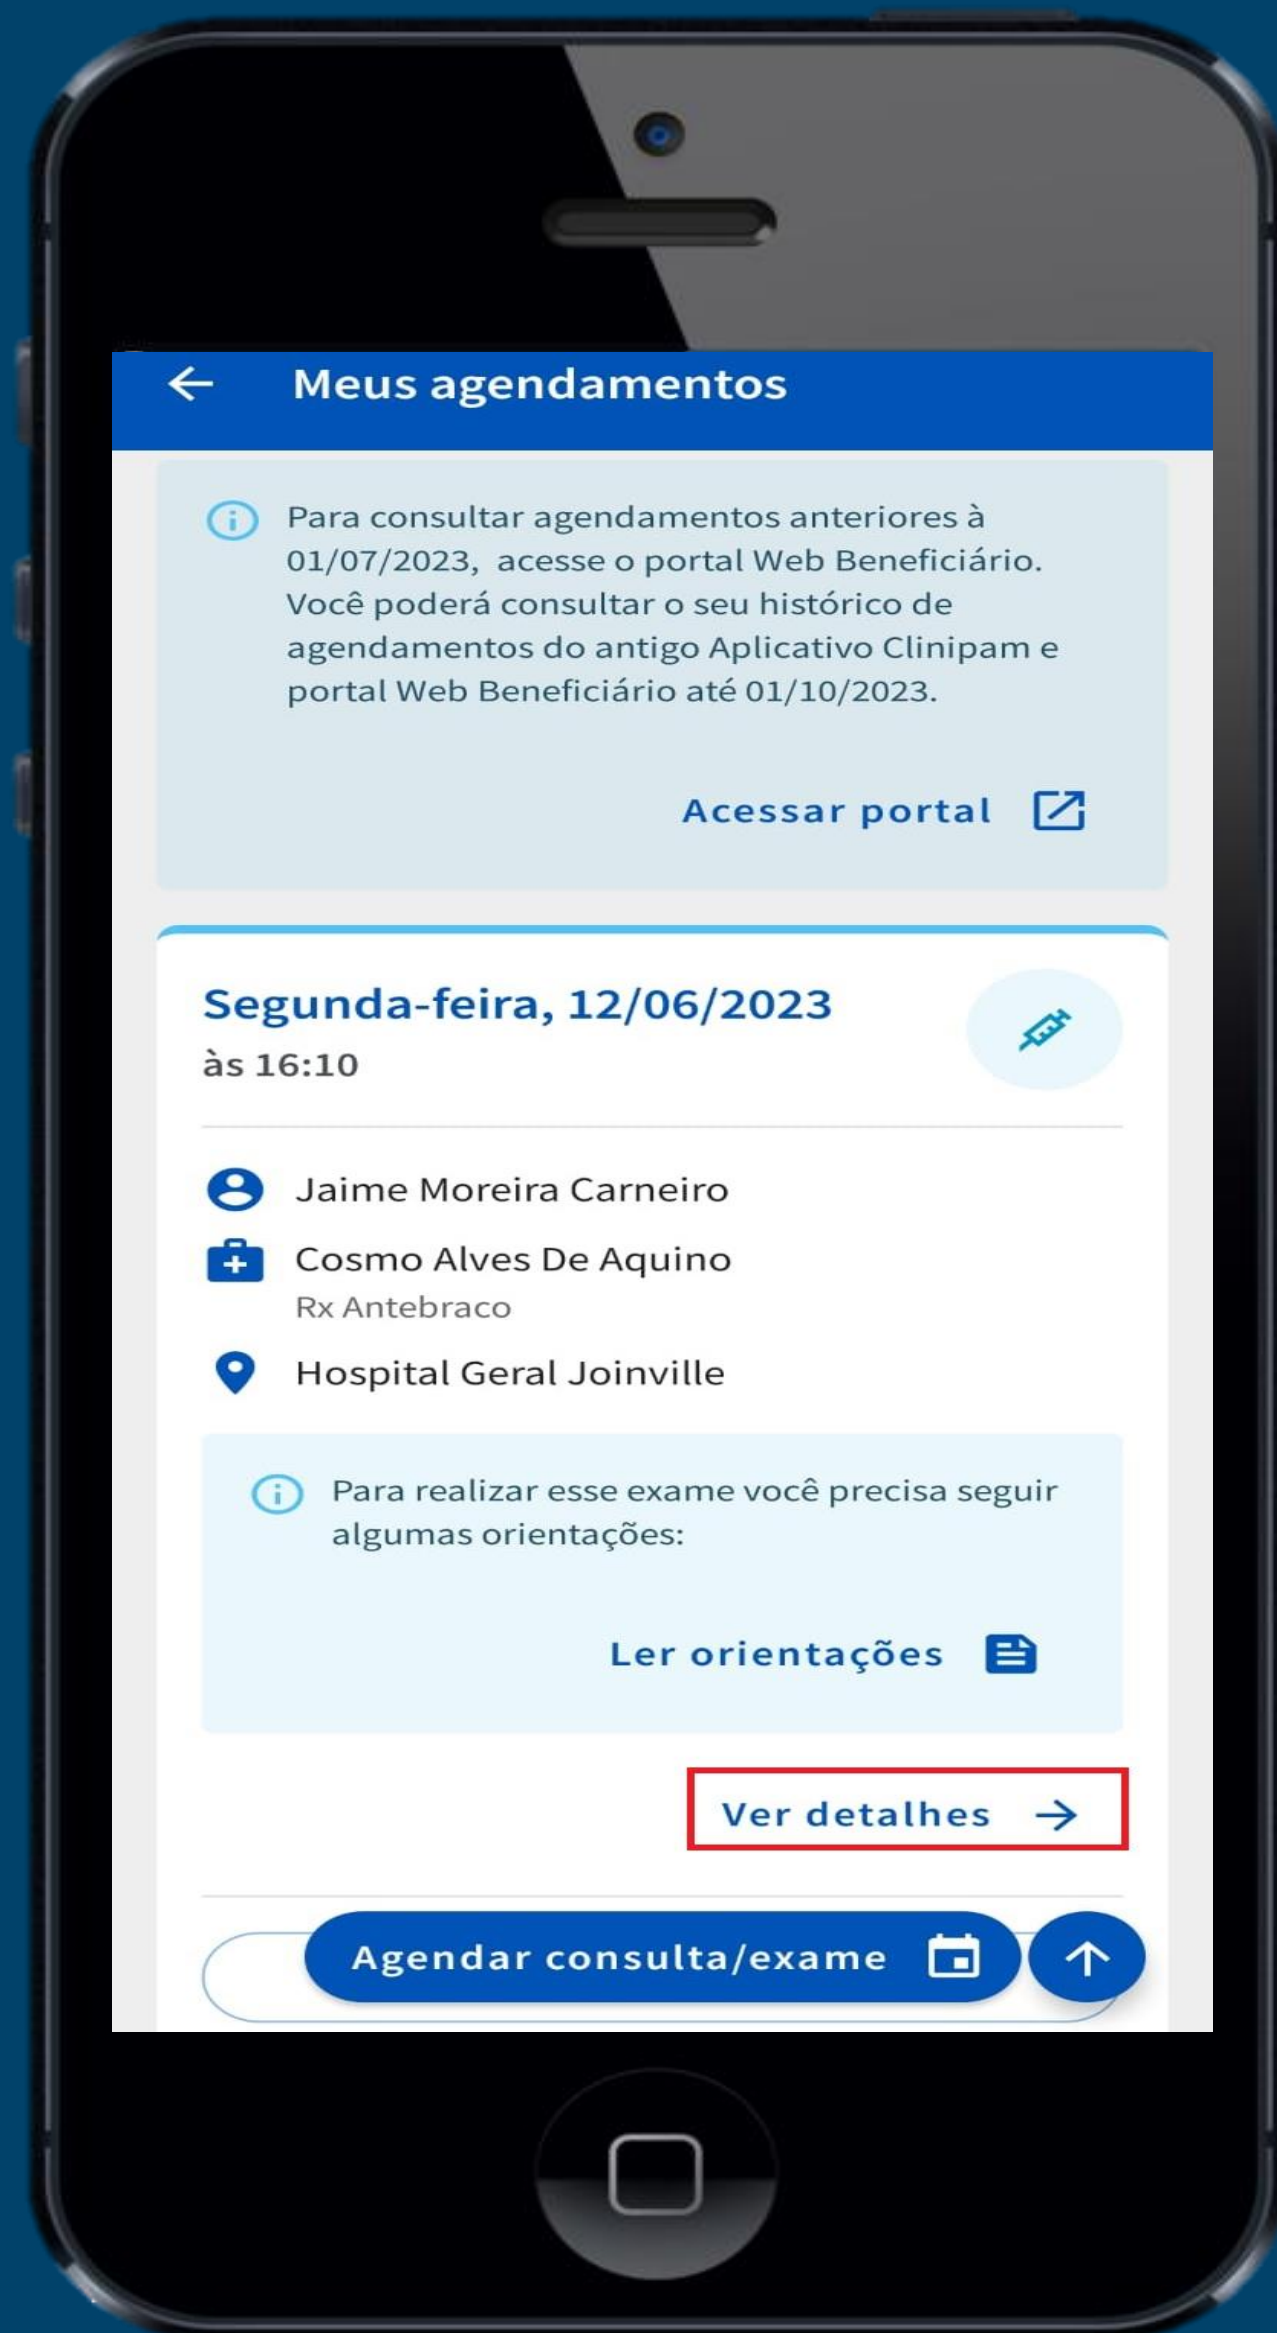 Meus agendamentos
Para consultar agendamentos anteriores à
01/07/2023, acesse o portal Web Beneficiário.
Você poderá consultar o seu histórico de
agendamentos do antigo Aplicativo Clinipam e
portal Web Beneficiário até 01/10/2023.
Acessar portal
Segunda-feira, 12/06/2023
às 16:10
Jaime Moreira Carneiro
Cosmo Alves De Aquino
Rx Antebraco
Hospital Geral Joinville
Para realizar esse exame você precisa seguir
algumas orientações:
Ler orientações
Ver detalhes
Agendar consulta/exame